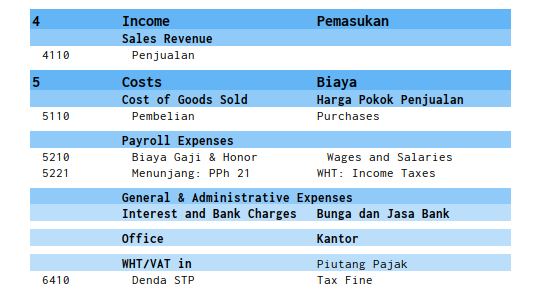 4 Income Pemasukan
Sales Revenue
4110 Penjualan
5 Costs Biaya
Cost of Goods Sold Harga Pokok Penjualan
5110 Pembelian Purchases
Payroll Expenses
5210 Biaya Gaji & Honor Wages and Salaries
5221 Menunjang: PPh 21 WHT: Income Taxes
General & Administrative Expenses
Interest and Bank Charges Bunga dan Jasa Bank
Office Kantor
WHT/VAT in Piutang Pajak
6410 Denda STP Tax Fine